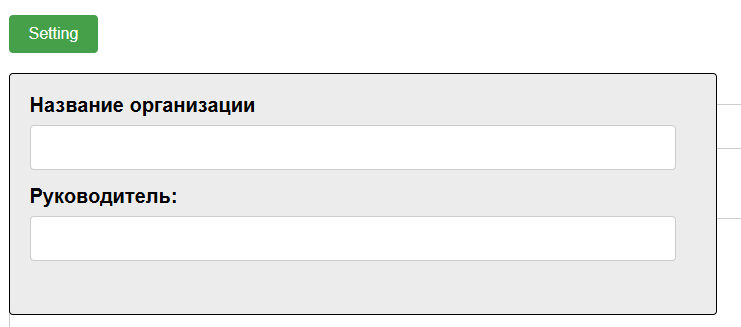 Setting
Название организации
Руководитель: